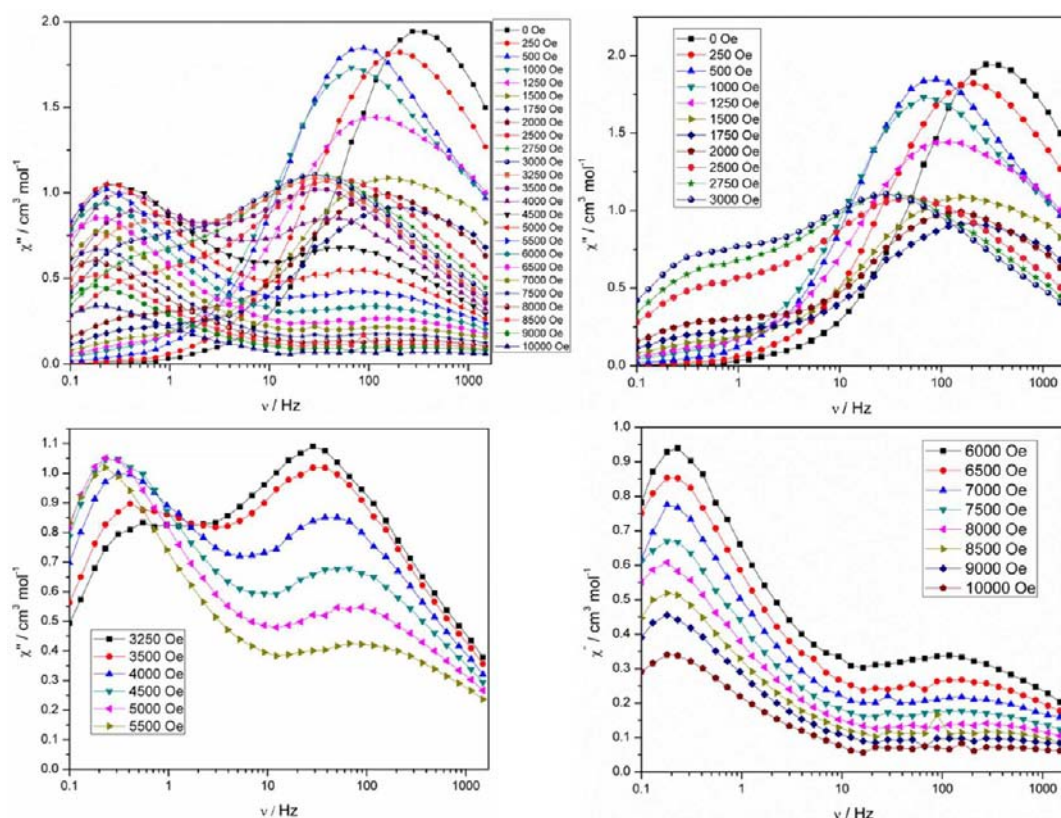 2.0
1.5
1.0
0.5
0.0
χ'' / cm³ mol⁻¹
0.1
1
10
100
1000
ν / Hz
0 Oe
250 Oe
500 Oe
1000 Oe
1250 Oe
1500 Oe
1750 Oe
2000 Oe
2500 Oe
2750 Oe
3000 Oe
3250 Oe
3500 Oe
4000 Oe
4500 Oe
5000 Oe
5500 Oe
6000 Oe
6500 Oe
7000 Oe
7500 Oe
8000 Oe
8500 Oe
9000 Oe
10000 Oe
2.0
1.5
1.0
0.5
0.0
χ'' / cm³ mol⁻¹
0 Oe
250 Oe
500 Oe
1000 Oe
1250 Oe
1500 Oe
1750 Oe
2000 Oe
2500 Oe
2750 Oe
3000 Oe
0.1
1
10
100
1000
ν / Hz
1.1
1.0
0.9
0.8
0.7
0.6
0.5
0.4
0.3
0.2
0.1
0.0
χ'' / cm³ mol⁻¹
3250 Oe
3500 Oe
4000 Oe
4500 Oe
5000 Oe
5500 Oe
0.1
1
10
100
1000
ν / Hz
1.0
0.9
0.8
0.7
0.6
0.5
0.4
0.3
0.2
0.1
0.0
χ'' / cm³ mol⁻¹
6000 Oe
6500 Oe
7000 Oe
7500 Oe
8000 Oe
8500 Oe
9000 Oe
10000 Oe
0.1
1
10
100
1000
ν / Hz